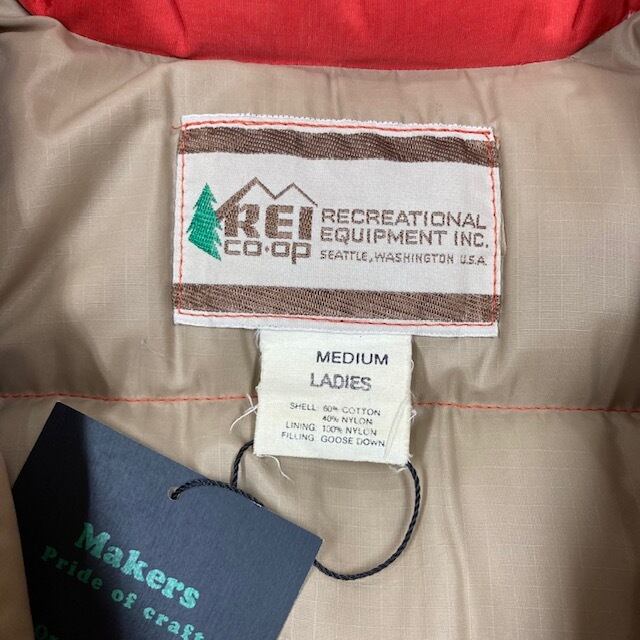 REI
CO·OP
RECREATIONAL
EQUIPMENT INC.
SEATTLE, WASHINGTON U.S.A.
MEDIUM
LADIES
SHELL: 60% COTTON
40% NYLON
LINING: 100% NYLON
FILLING: GOOSE DOWN
Makers
Pride of craft